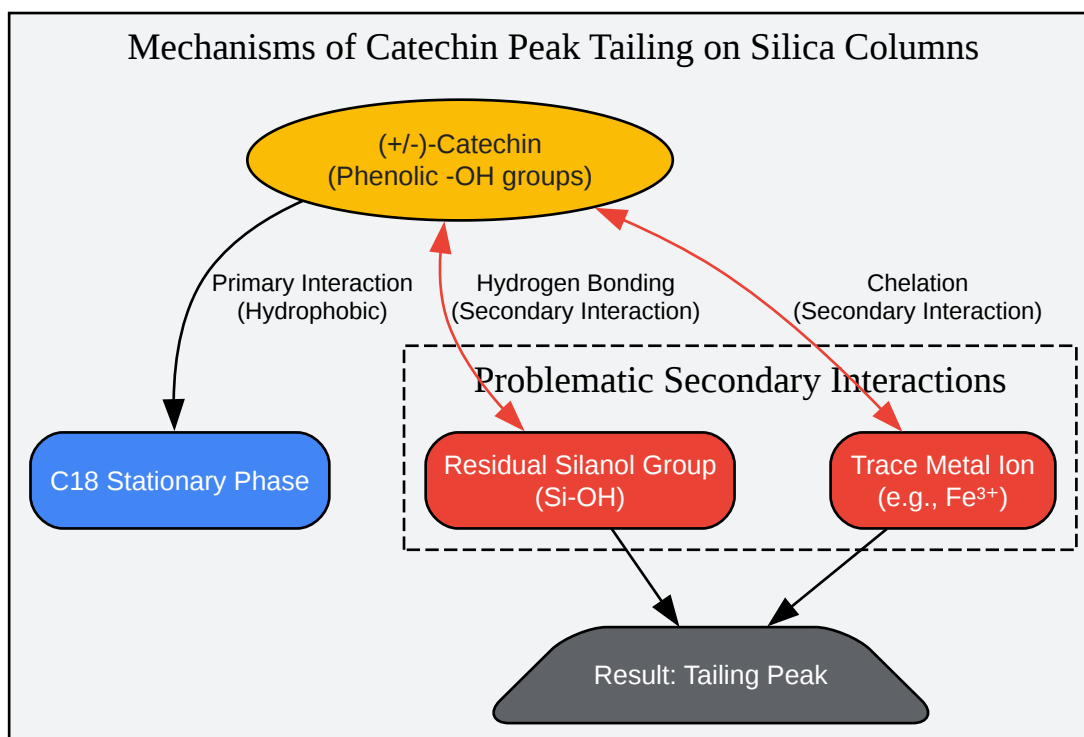 Mechanisms of Catechin Peak Tailing on Silica Columns
(+/-)-Catechin
(Phenolic -OH groups)
Primary Interaction
(Hydrophobic)
Hydrogen Bonding
(Secondary Interaction)
Chelation
(Secondary Interaction)
Problematic Secondary Interactions
C18 Stationary Phase
Residual Silanol Group
(Si-OH)
Trace Metal Ion
(e.g., Fe³⁺)
Result: Tailing Peak